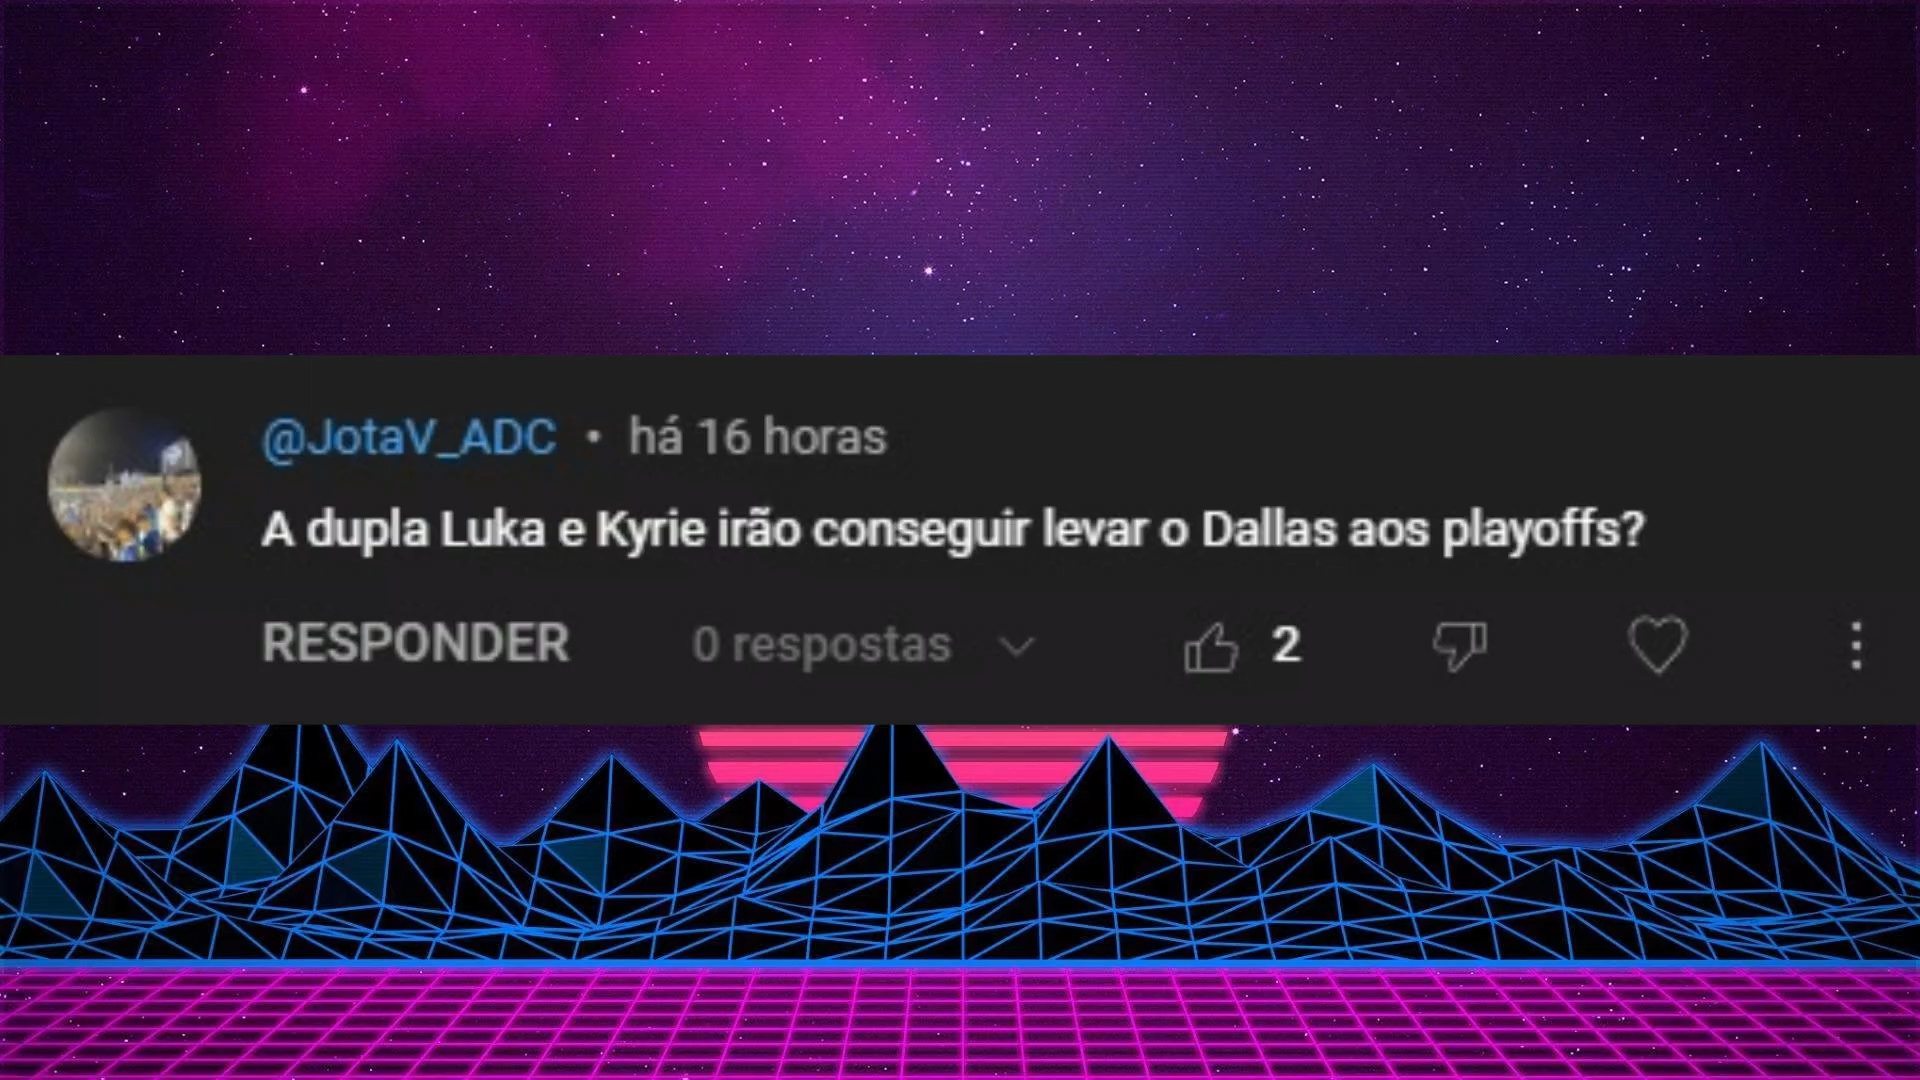 @JotaV_ADC • há 16 horas
A dupla Luka e Kyrie irão conseguir levar o Dallas aos playoffs?
RESPONDER 0 respostas 2